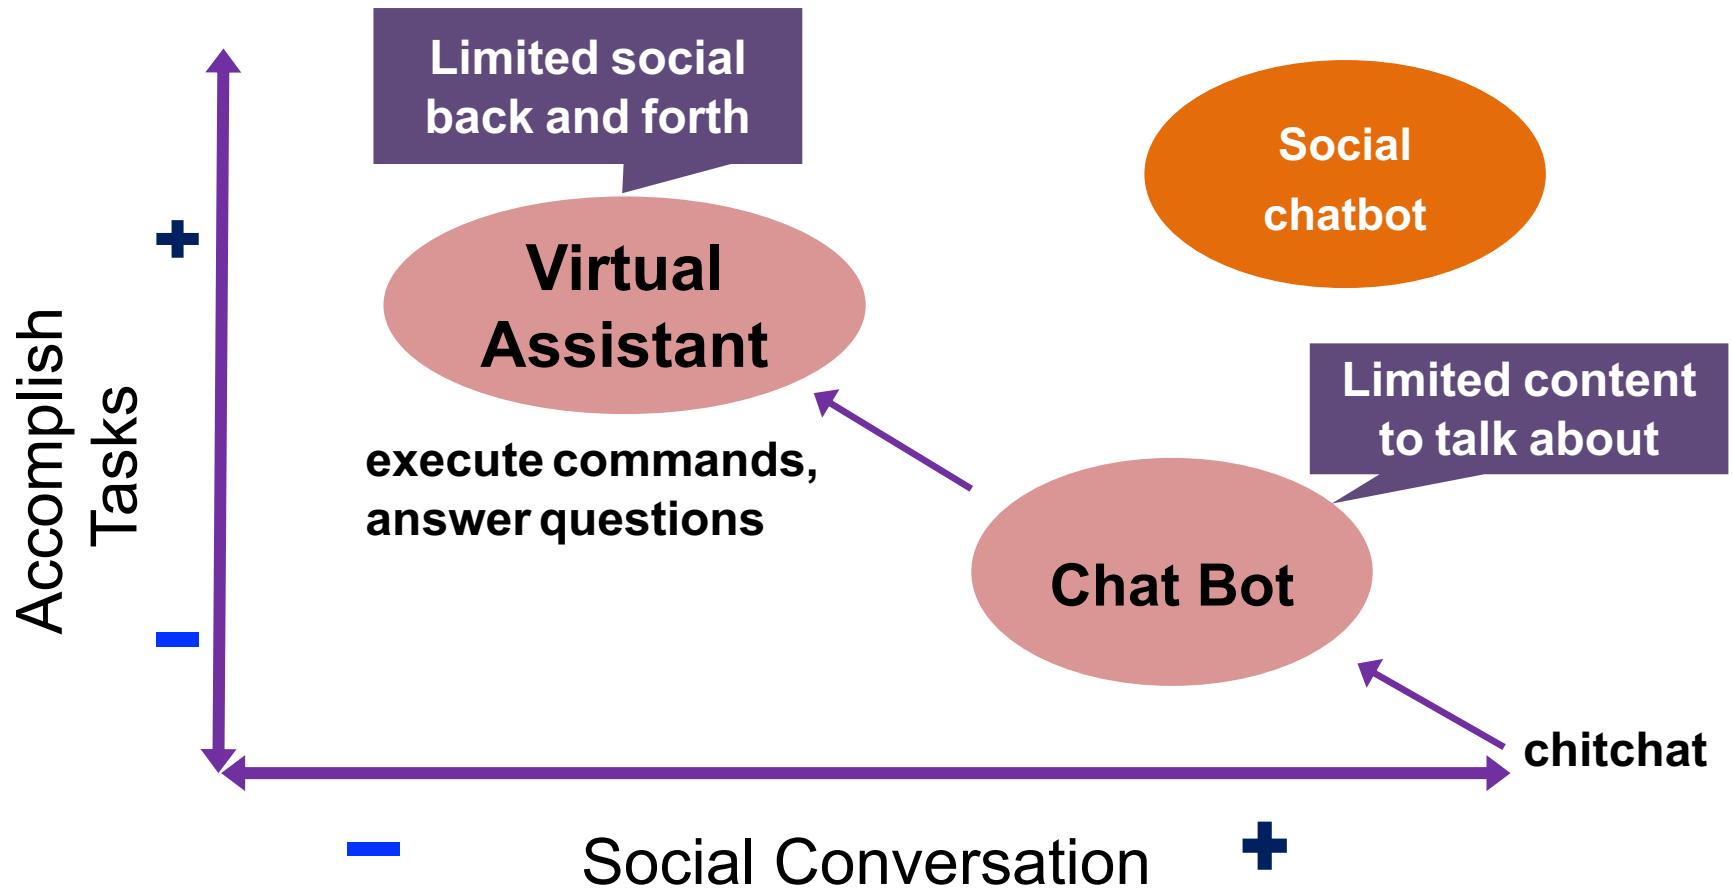 Limited social
back and forth
Social
chatbot
Virtual
Assistant
Limited content
to talk about
execute commands,
answer questions
Chat Bot
chitchat
Accomplish
Tasks
+
−
−
Social Conversation
+